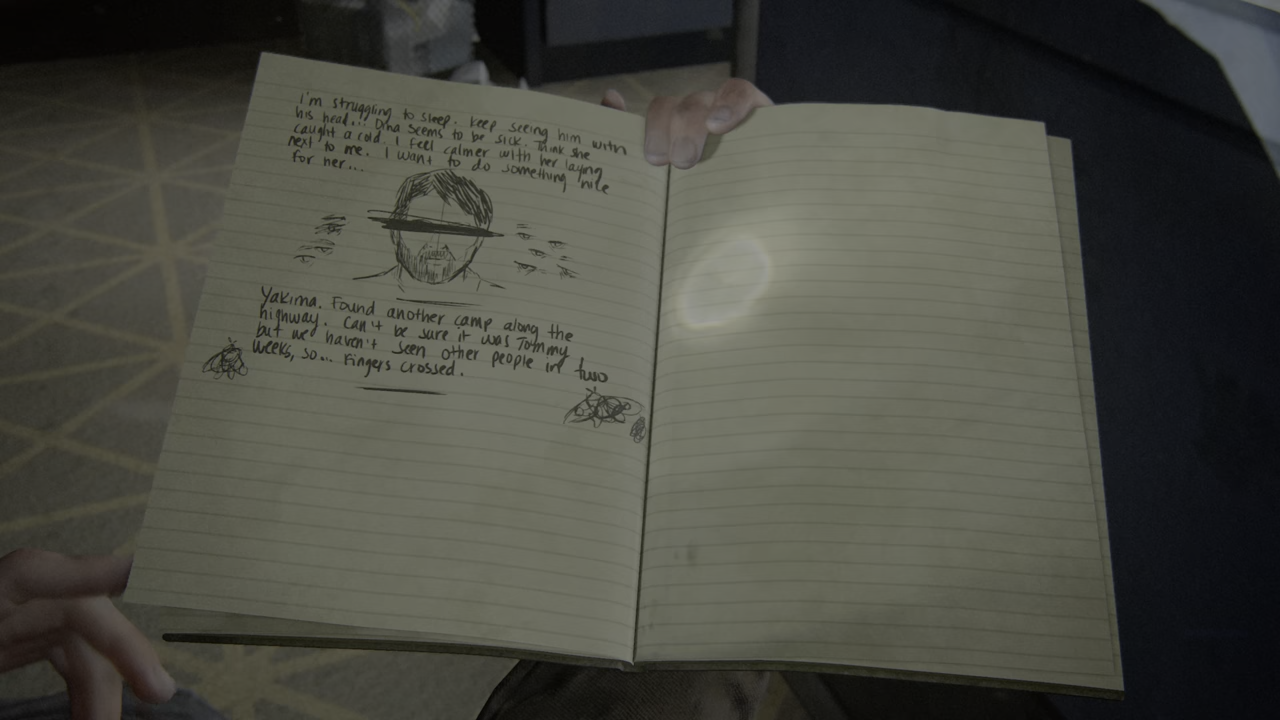 I'm struggling to sleep. Keep seeing him with
his head... Dina seems to be sick. Think she
caught a cold. I feel calmer with her laying
next to me. I want to do something nice
for her...
Yakima. Found another camp along the
highway. Can't be sure it was Tommy
but we haven't seen other people in two
weeks, so... Fingers crossed.